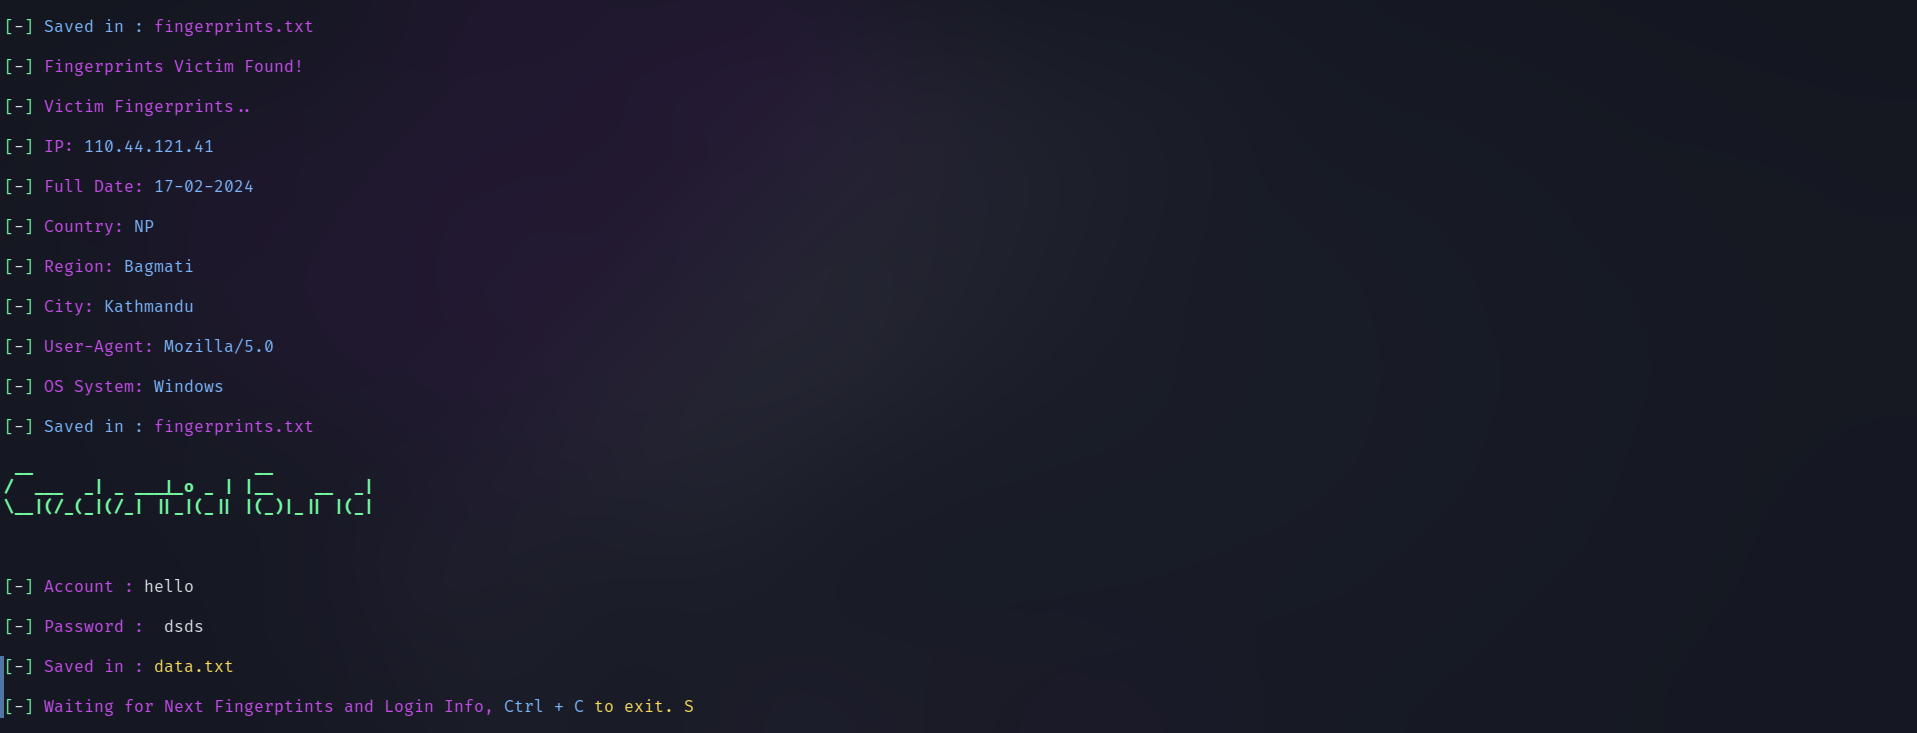 [-] Saved in : fingerprints.txt
[-] Fingerprints Victim Found!
[-] Victim Fingerprints..
[-] IP: 110.44.121.41
[-] Full Date: 17-02-2024
[-] Country: NP
[-] Region: Bagmati
[-] City: Kathmandu
[-] User-Agent: Mozilla/5.0
[-] OS System: Windows
[-] Saved in : fingerprints.txt
Credentials Found
[-] Account : hello
[-] Password :  dsds
[-] Saved in : data.txt
[-] Waiting for Next Fingerptints and Login Info, Ctrl + C to exit. S